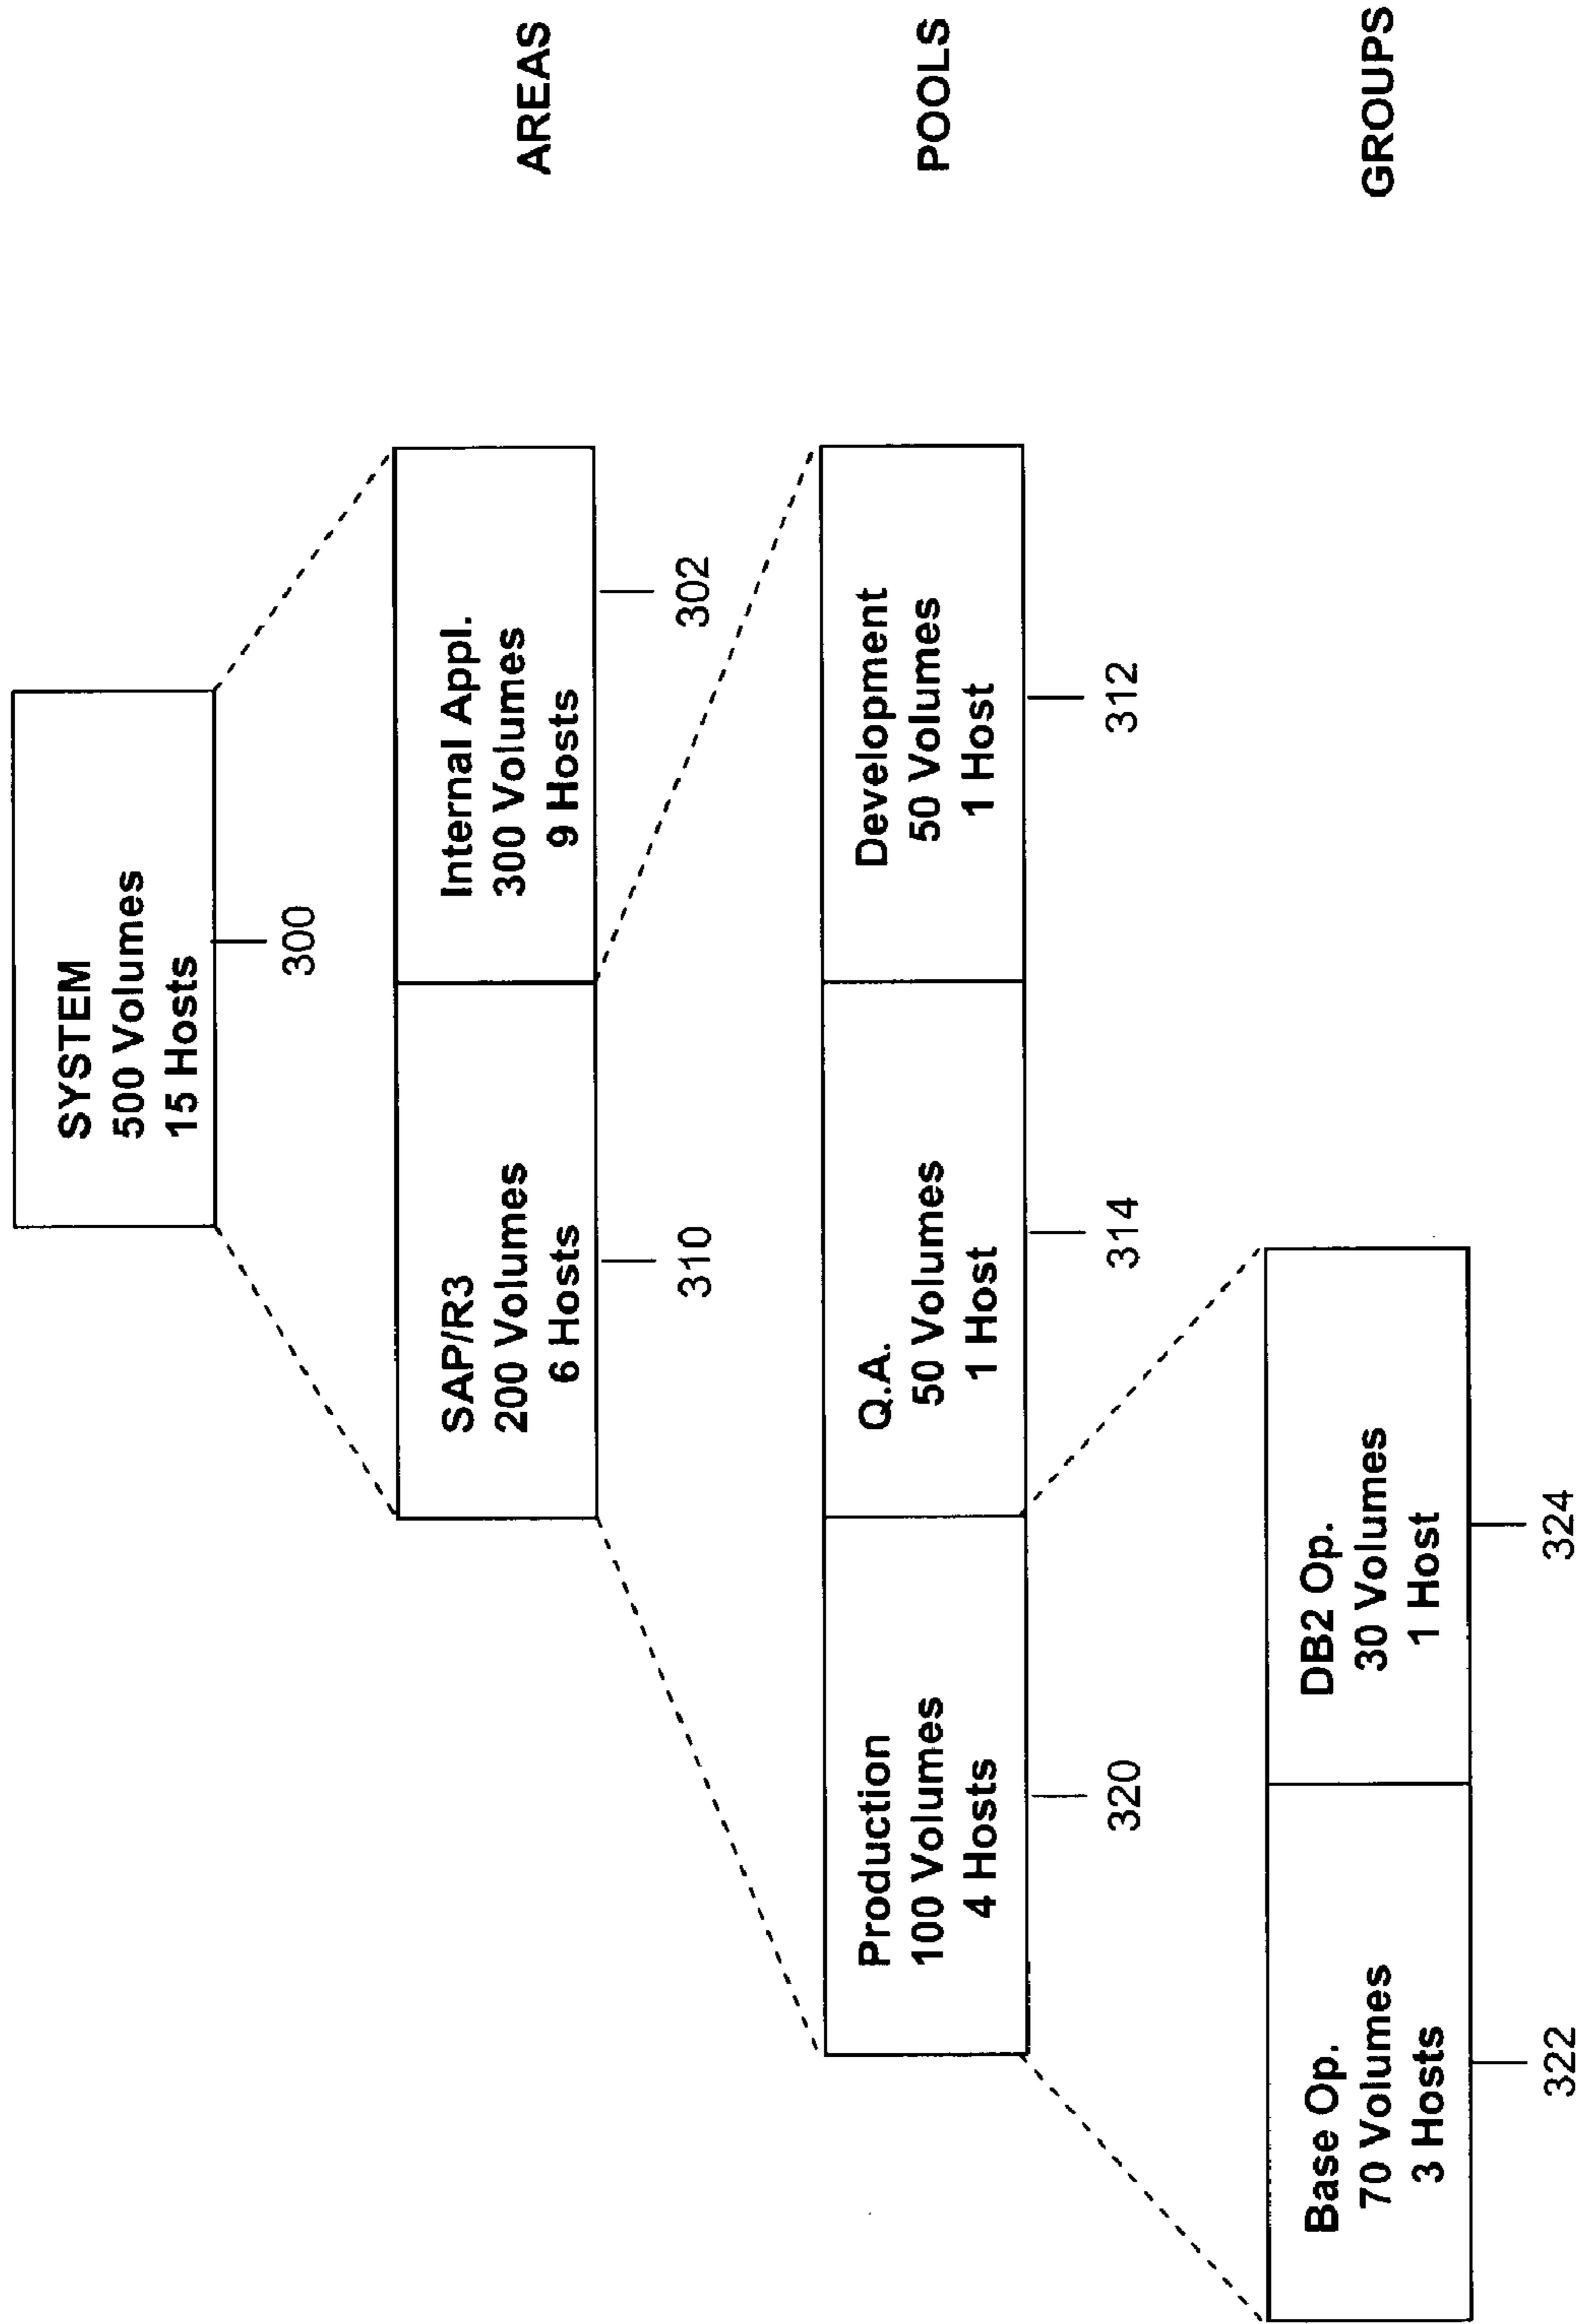 SYSTEM
500 Volumes
15 Hosts
300
AREAS
SAP/R3
200 Volumes
6 Hosts
310
Internal Appl.
300 Volumes
9 Hosts
302
POOLS
Production
100 Volumes
4 Hosts
320
Q.A.
50 Volumes
1 Host
314
Development
50 Volumes
1 Host
312
GROUPS
Base Op.
70 Volumes
3 Hosts
322
DB2 Op.
30 Volumes
1 Host
324